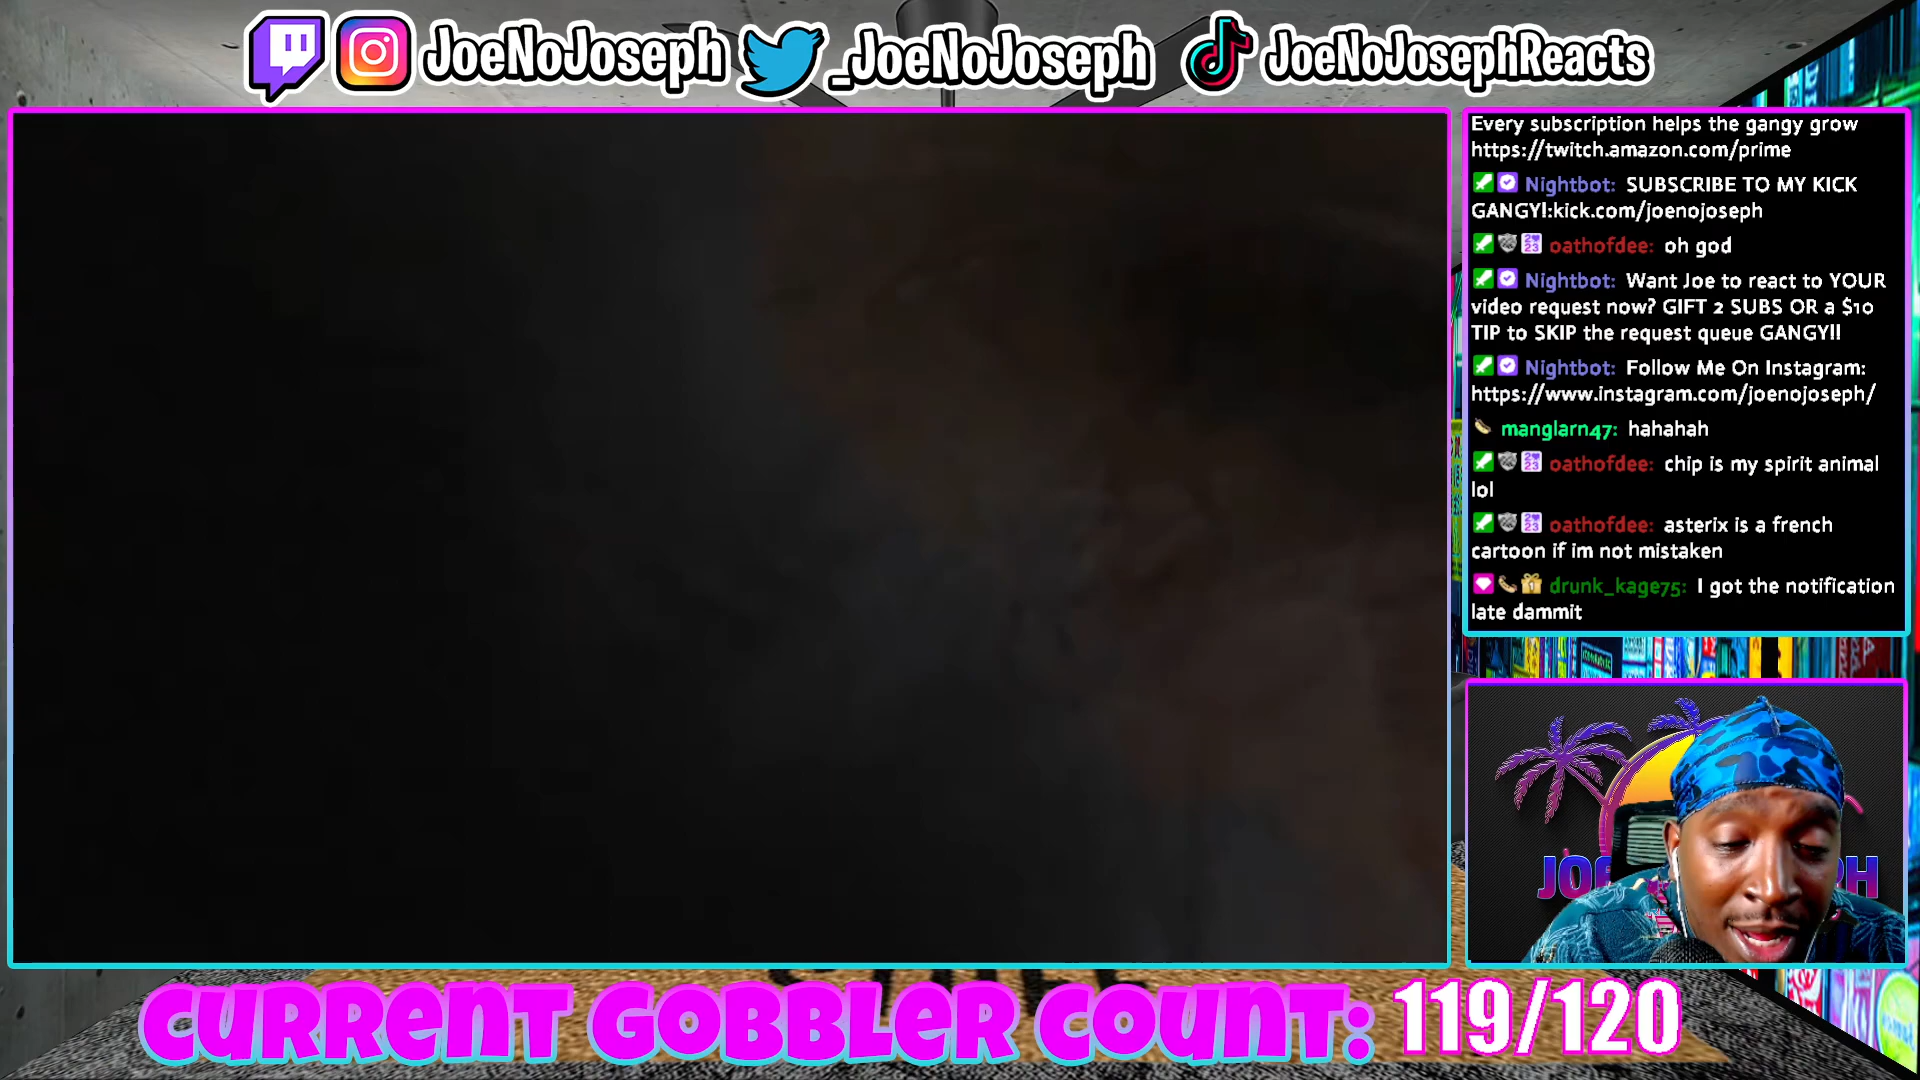 JoeNoJoseph _JoeNoJoseph JoeNoJosephReacts
Every subscription helps the gangy grow
https://twitch.amazon.com/prime
Nightbot: SUBSCRIBE TO MY KICK
GANGY!:kick.com/joenojoseph
oathofdee: oh god
Nightbot: Want Joe to react to YOUR
video request now? GIFT 2 SUBS OR a $10
TIP to SKIP the request queue GANGY!!
Nightbot: Follow Me On Instagram:
https://www.instagram.com/joenojoseph/
manglarn47: hahahah
oathofdee: chip is my spirit animal
lol
oathofdee: asterix is a french
cartoon if im not mistaken
drunk_kage75: I got the notification
late dammit
JO PH
CURRENT GOBBLER COUNT: 119/120